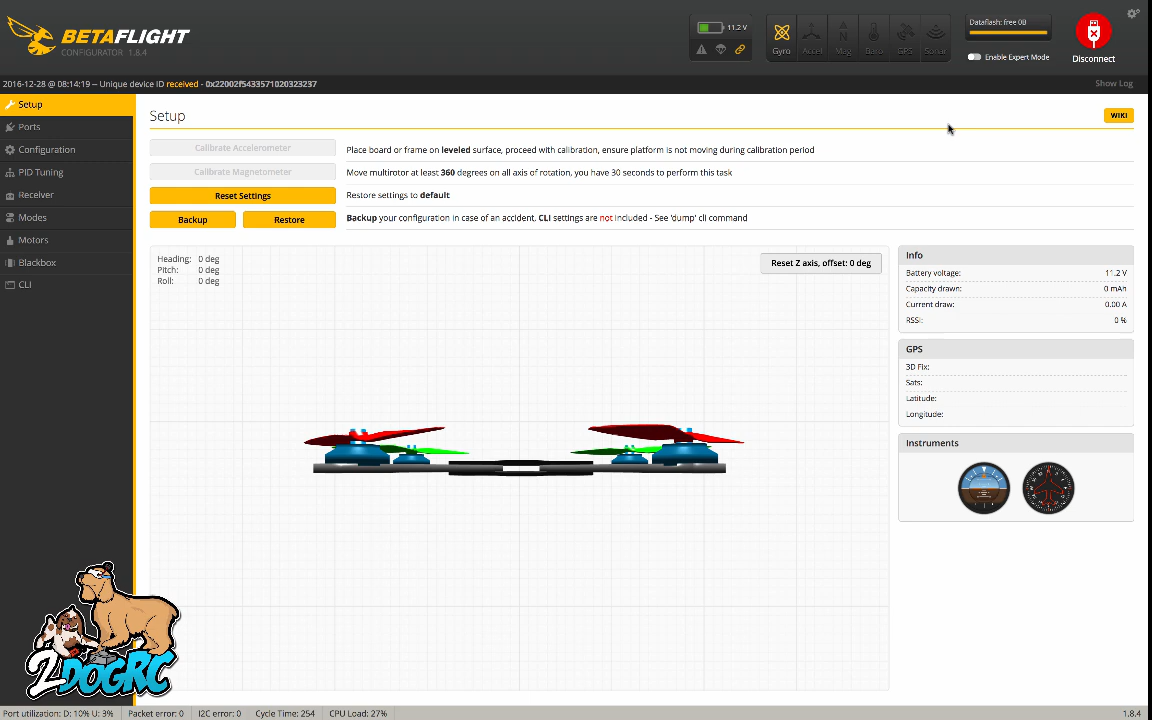 BETAFLIGHT
CONFIGURATOR 1.8.4
11.2 V
Gyro
Accel
Mag
Baro
GPS
Sonar
Dataflash: free 0B
Enable Expert Mode
Disconnect
2016-12-28 @ 08:14:19 -- Unique device ID received - 0x22002f5433571020323237
Show Log
Setup
Ports
Configuration
PID Tuning
Receiver
Modes
Motors
Blackbox
CLI
Setup
WIKI
Calibrate Accelerometer
Place board or frame on leveled surface, proceed with calibration, ensure platform is not moving during calibration period
Calibrate Magnetometer
Move multirotor at least 360 degrees on all axis of rotation, you have 30 seconds to perform this task
Reset Settings
Restore settings to default
Backup
Restore
Backup your configuration in case of an accident, CLI settings are not included - See 'dump' cli command
Heading: 0 deg
Pitch: 0 deg
Roll: 0 deg
Reset Z axis, offset: 0 deg
Info
Battery voltage: 11.2 V
Capacity drawn: 0 mAh
Current draw: 0.00 A
RSSI: 0 %
GPS
3D Fix:
Sats:
Latitude:
Longitude:
Instruments
2DOGRC
Port utilization: D: 10% U: 3%
Packet error: 0
I2C error: 0
Cycle Time: 254
CPU Load: 27%
1.8.4